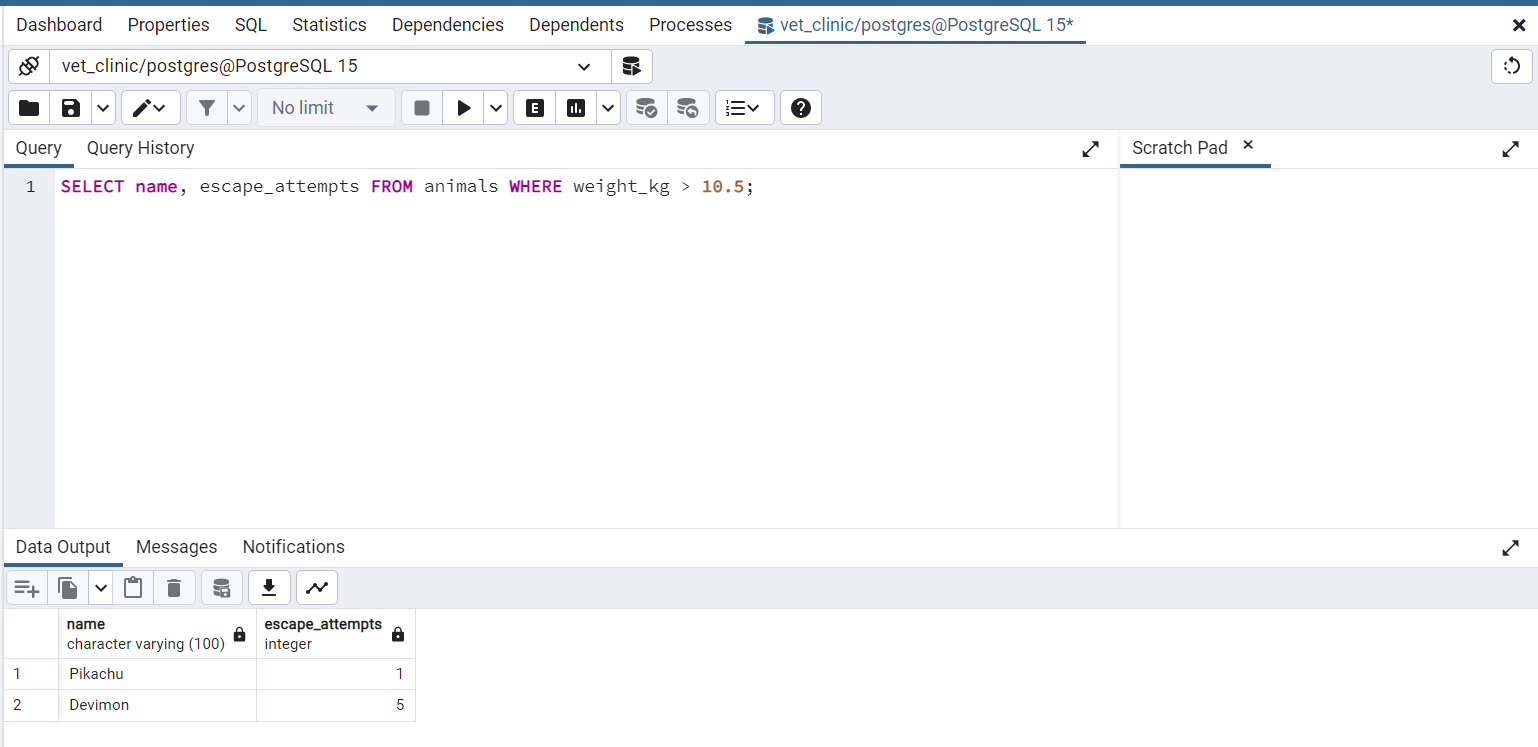 Dashboard Properties SQL Statistics Dependencies Dependents Processes vet_clinic/postgres@PostgreSQL 15*
vet_clinic/postgres@PostgreSQL 15
No limit E
Query Query History Scratch Pad
1 SELECT name, escape_attempts FROM animals WHERE weight_kg > 10.5;
Data Output Messages Notifications
name escape_attempts
character varying (100) integer
1 Pikachu 1
2 Devimon 5